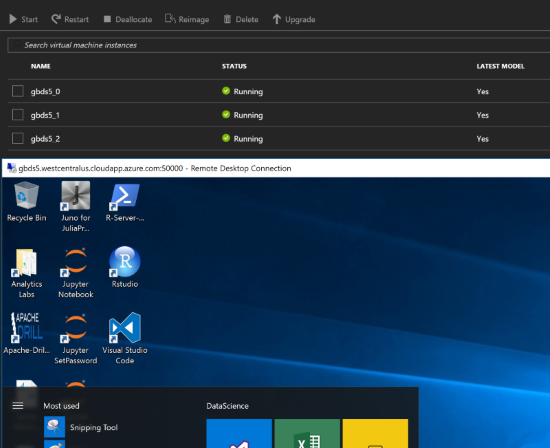 Start Restart Deallocate Reimage Delete Upgrade
Search virtual machine instances
NAME STATUS LATEST MODEL
gbds5_0 Running Yes
gbds5_1 Running Yes
gbds5_2 Running Yes
gbds5.westcentralus.cloudapp.azure.com:50000 - Remote Desktop Connection
Recycle Bin
Juno for
JuliaPr...
R-Server-...
Analytics
Labs
Jupyter
Notebook
Rstudio
APACHE
DRILL
Apache-Dril...
Jupyter
SetPassword
Visual Studio
Code
Most used DataScience
Snipping Tool